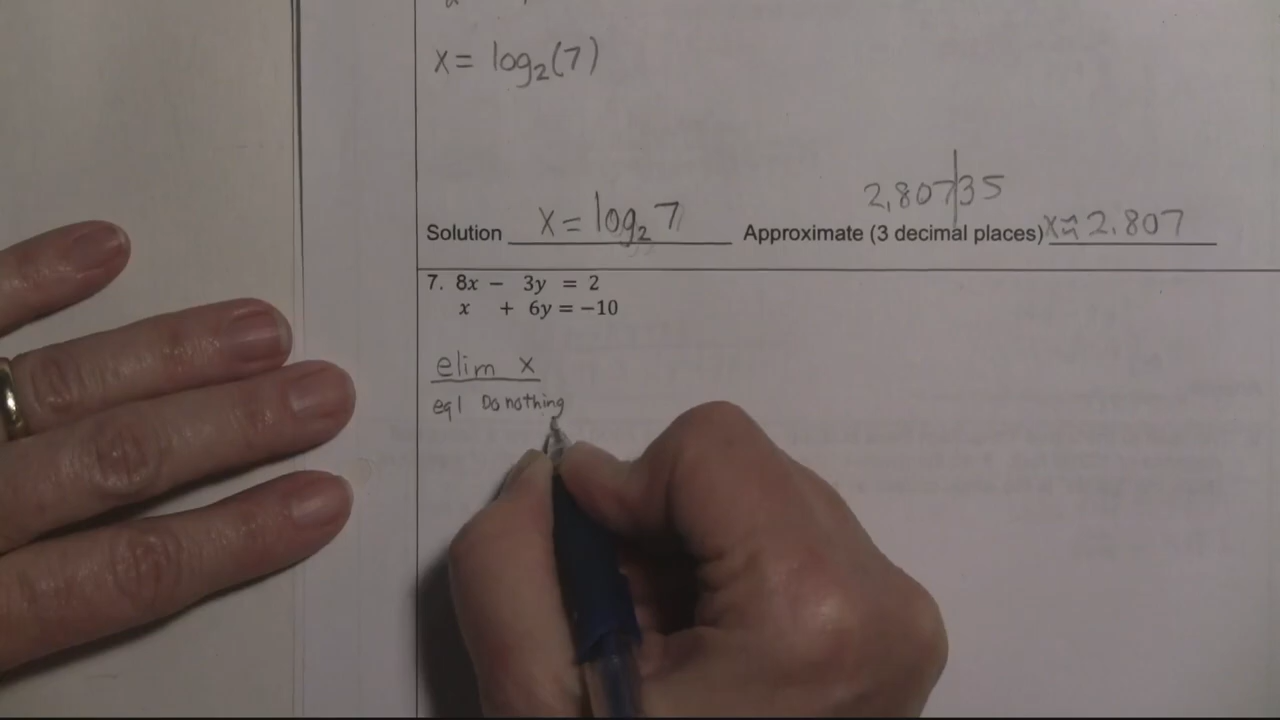 x = log₂(7)
2.807|35
Solution x = log₂ 7 Approximate (3 decimal places) x ≈ 2.807
7. 8x − 3y = 2
x + 6y = −10
elim x
eq1 Do nothing